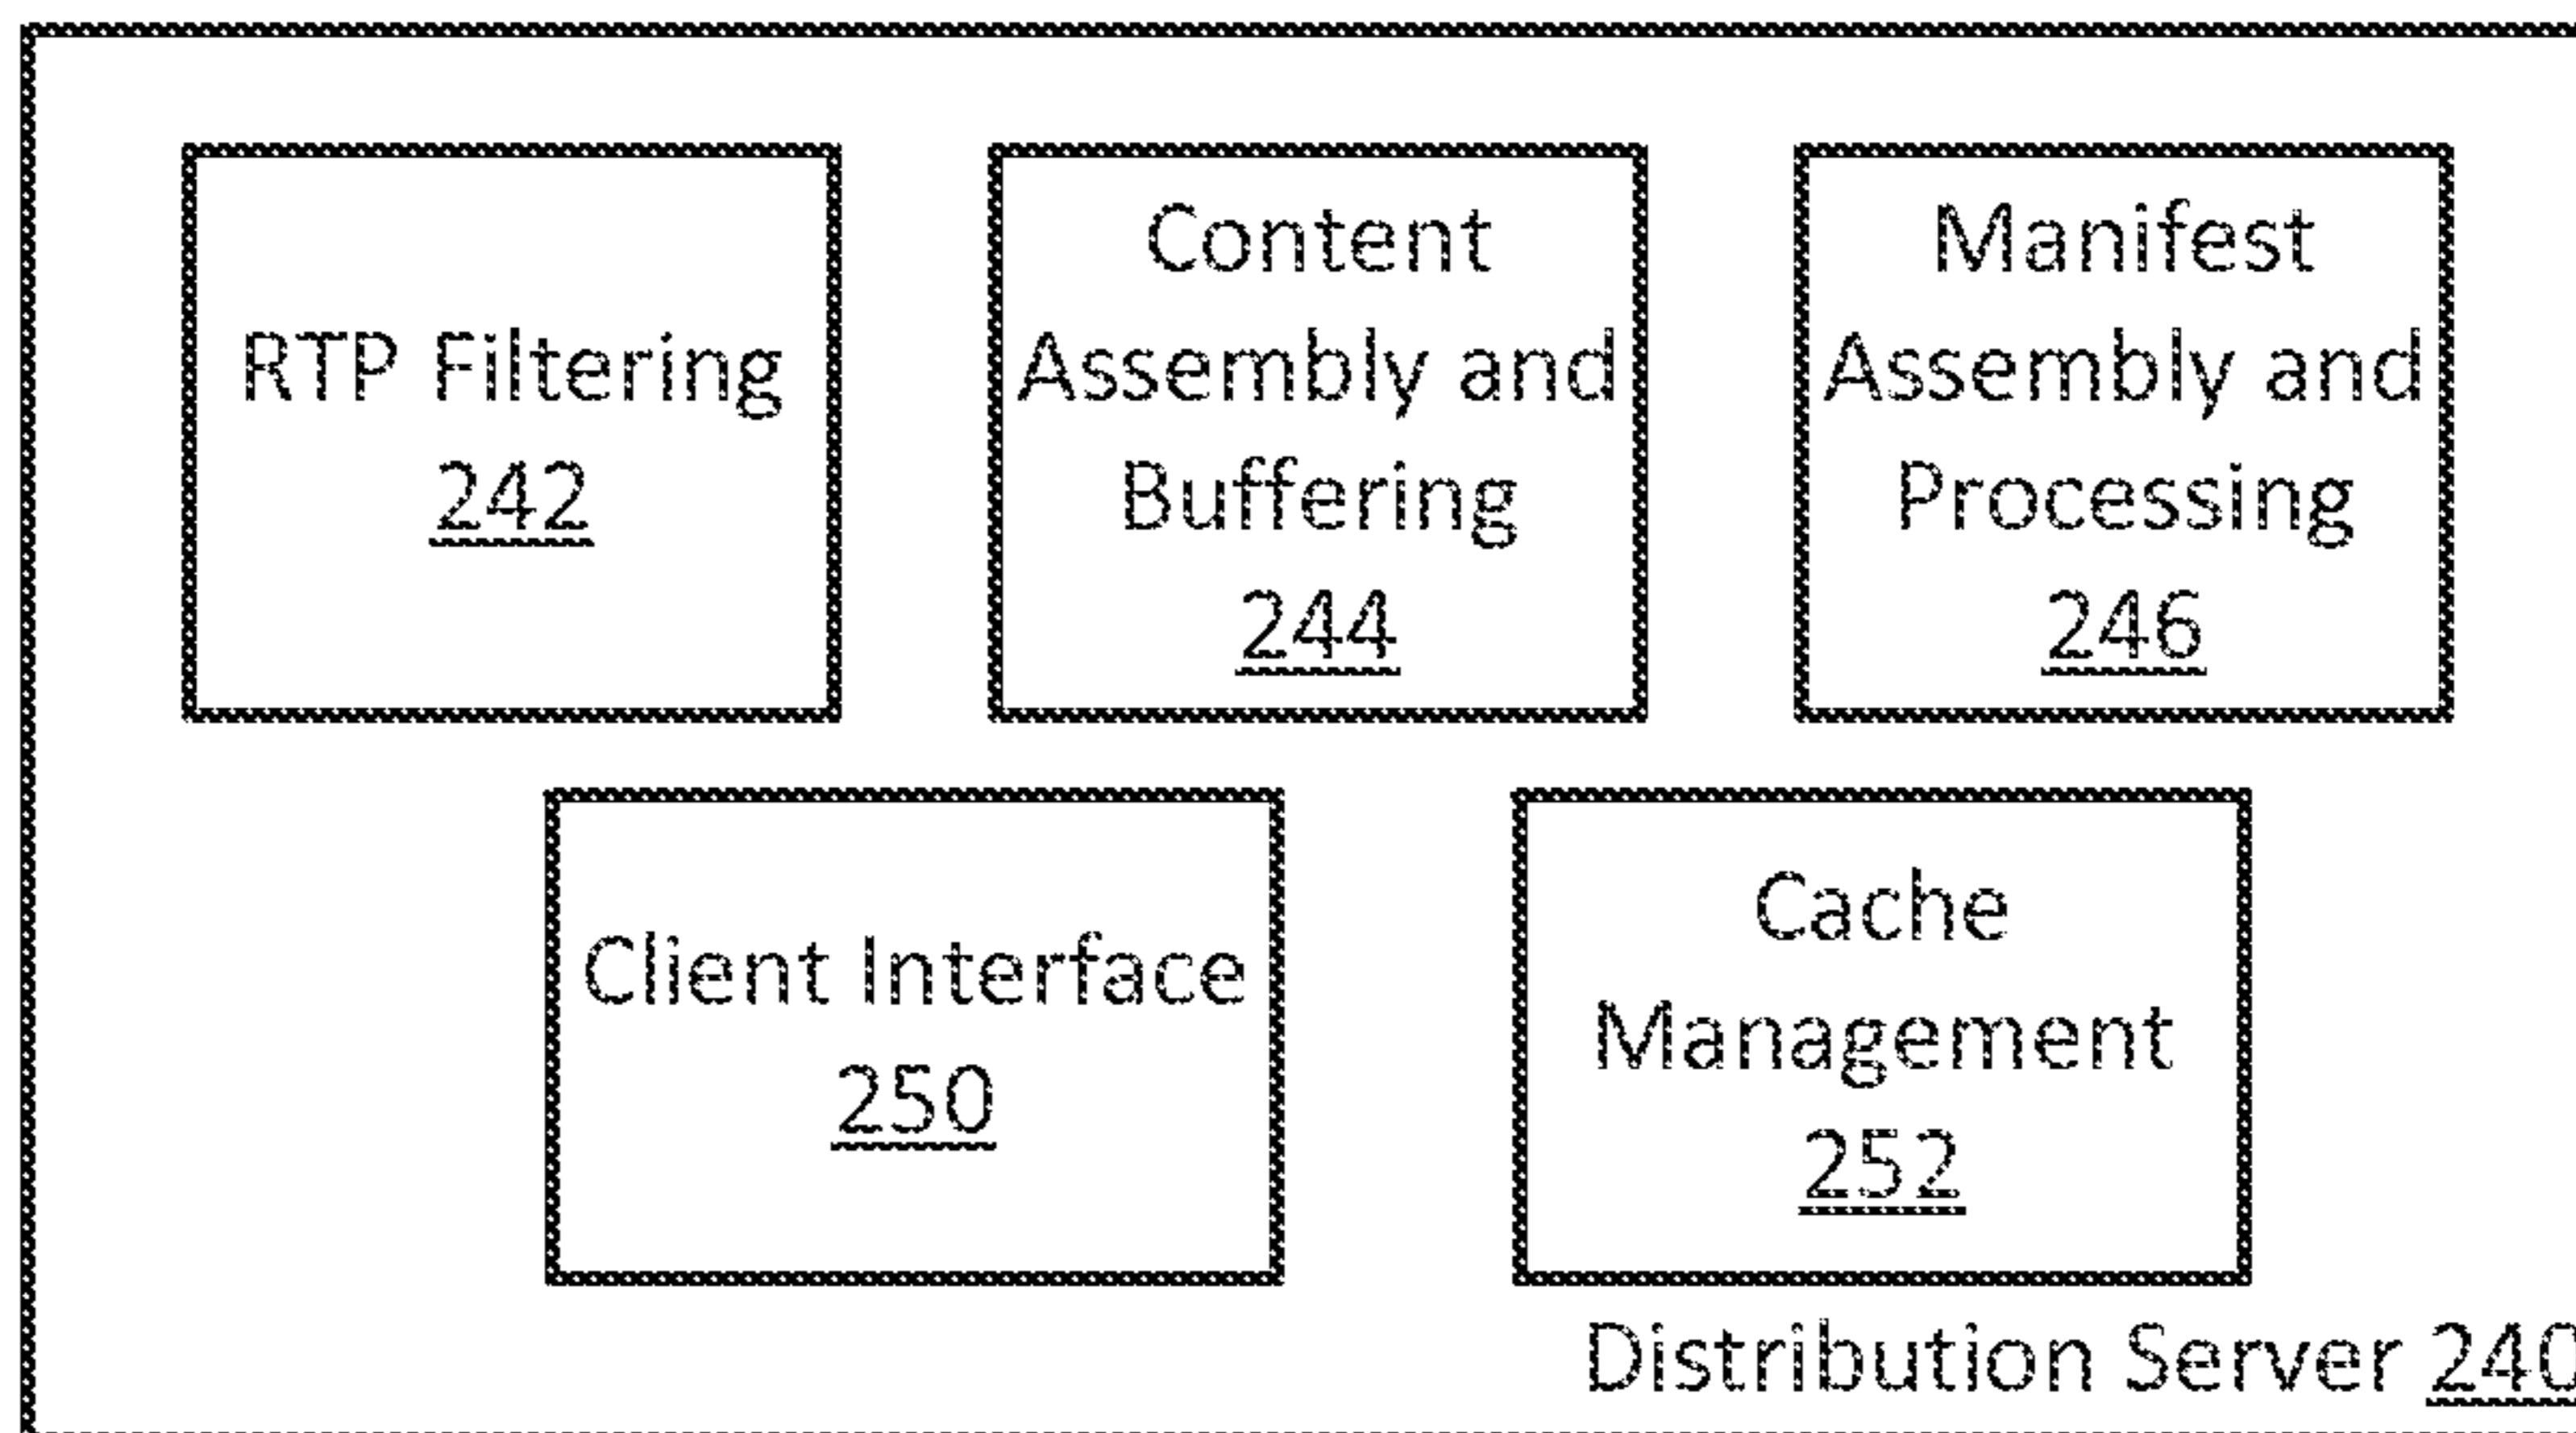 RTP Filtering
242
Content
Assembly and
Buffering
244
Manifest
Assembly and
Processing
246
Client Interface
250
Cache
Management
252
Distribution Server 240